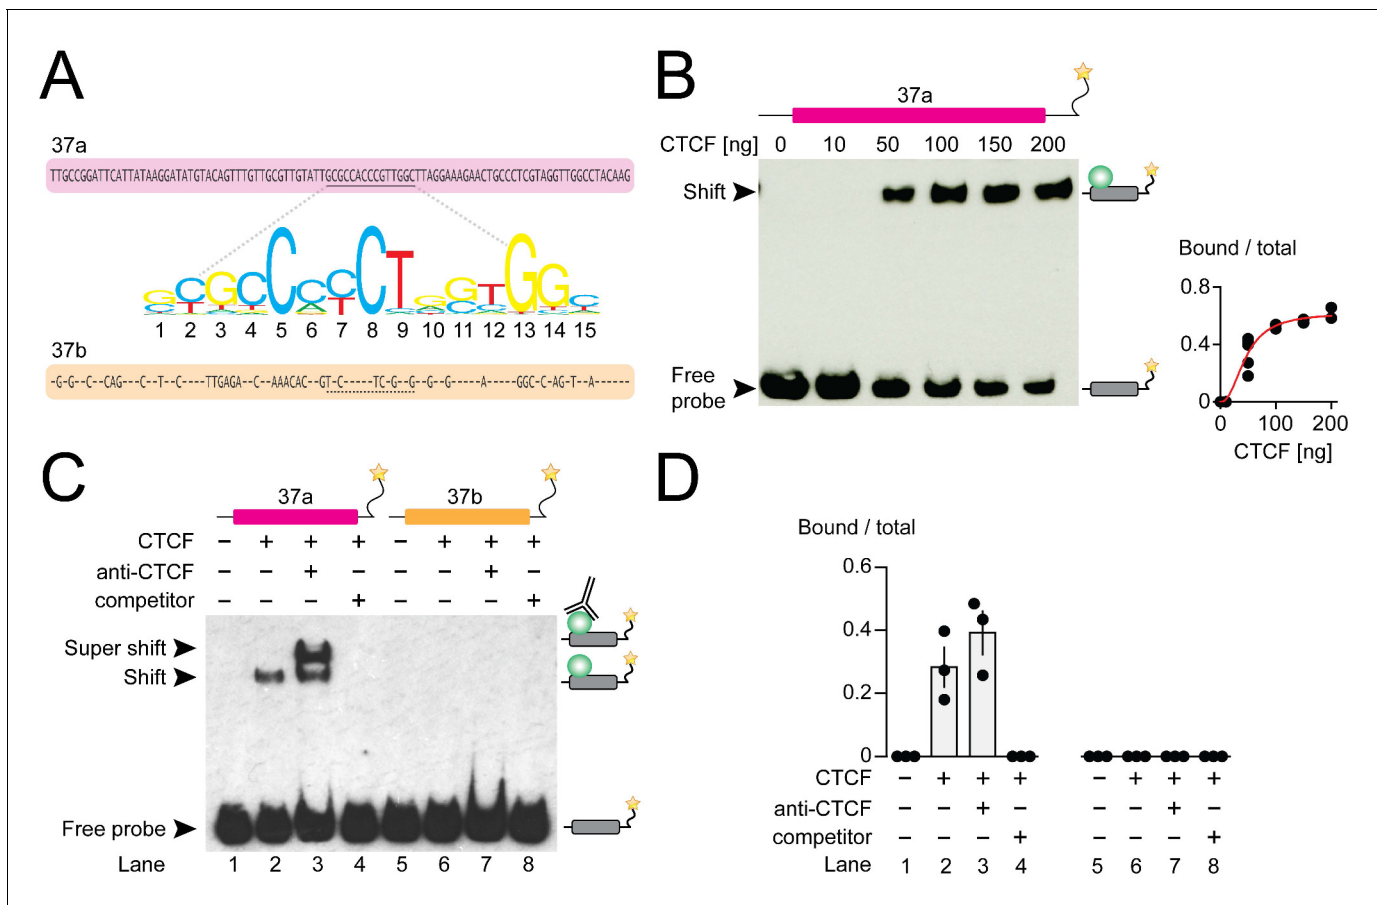 A
37a
TTGCCGGATTCATTATAAGGATATGTACAGTTTGTTGCGTTGTATTGCGCCACCCGTTGGCTTAGGAAAGAACTGCCCTCGTAGGTTGGCCTACAAG
1 2 3 4 5 6 7 8 9 10 11 12 13 14 15
37b
-G-G--C--CAG---C--T-C----TTGAGA--C--AAACAC--GT-C-----TC-G--G--G--G-----A-----GGC-C-AG-T--A------
B
37a
CTCF [ng] 0 10 50 100 150 200
Shift
Free
probe
Bound / total
0.8
0.4
0
0 100 200
CTCF [ng]
C
37a 37b
CTCF – + + + – + + +
anti-CTCF – – + – – – + –
competitor – – – + – – – +
Super shift
Shift
Free probe
Lane 1 2 3 4 5 6 7 8
D
Bound / total
0.6
0.4
0.2
0
CTCF – + + + – + + +
anti-CTCF – – + – – – + –
competitor – – – + – – – +
Lane 1 2 3 4 5 6 7 8